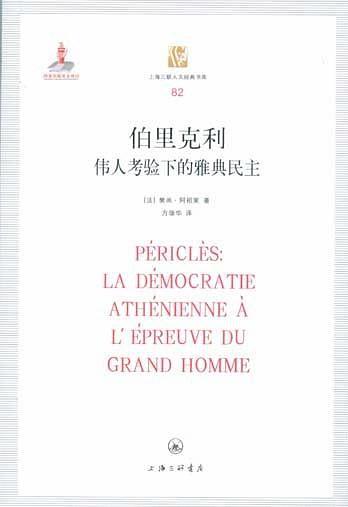 上海三联人文经典书库
82
伯里克利
伟人考验下的雅典民主
[法] 樊尚·阿祖莱 著
方颂华 译
PÉRICLÈS:
LA DÉMOCRATIE
ATHÉNIENNE À
L'ÉPREUVE DU
GRAND HOMME
上海三联书店